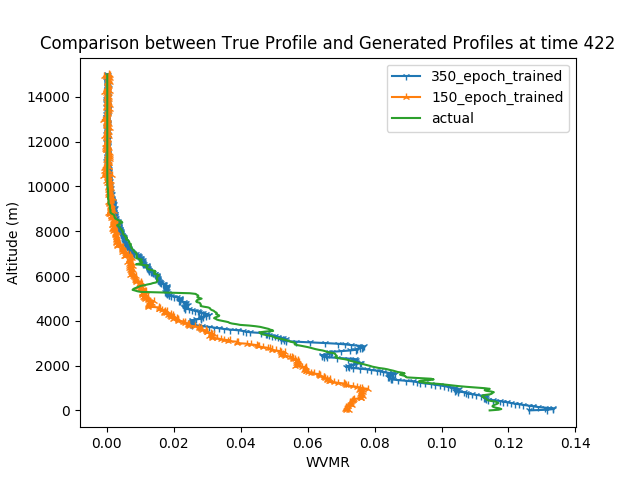 Comparison between True Profile and Generated Profiles at time 422
350_epoch_trained
150_epoch_trained
actual
Altitude (m)
14000
12000
10000
8000
6000
4000
2000
0
0.00 0.02 0.04 0.06 0.08 0.10 0.12 0.14
WVMR